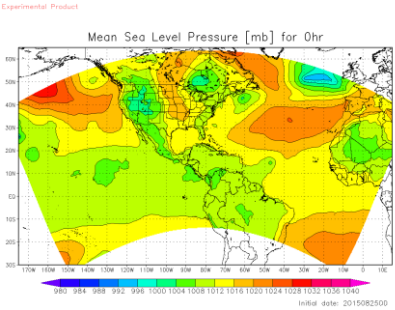 Experimental Product
Mean Sea Level Pressure [mb] for 0hr
60N
50N
40N
30N
20N
10N
EQ
10S
20S
30S
170W 160W 150W 140W 130W 120W 110W 100W 90W 80W 70W 60W 50W 40W 30W 20W 10W 0 10E
980 984 988 992 996 1000 1004 1008 1012 1016 1020 1024 1028 1032 1036 1040
Initial date: 2015082500